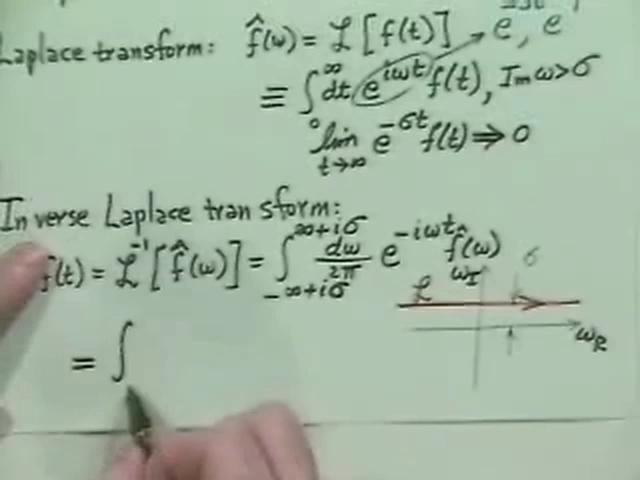 Laplace transform: f̂(ω) = ℒ [f(t)] e , e
≡ ∫₀^∞ dt e^{iωt} f(t), Im ω > σ
lim_{t→∞} e^{-σt} f(t) ⇒ 0
Inverse Laplace transform:
f(t) = ℒ^{-1} [f̂(ω)] = ∫_{-∞+iσ}^{∞+iσ} dω/2π e^{-iωt} f̂(ω)
ω_I σ
ℒ
ω_R
= ∫